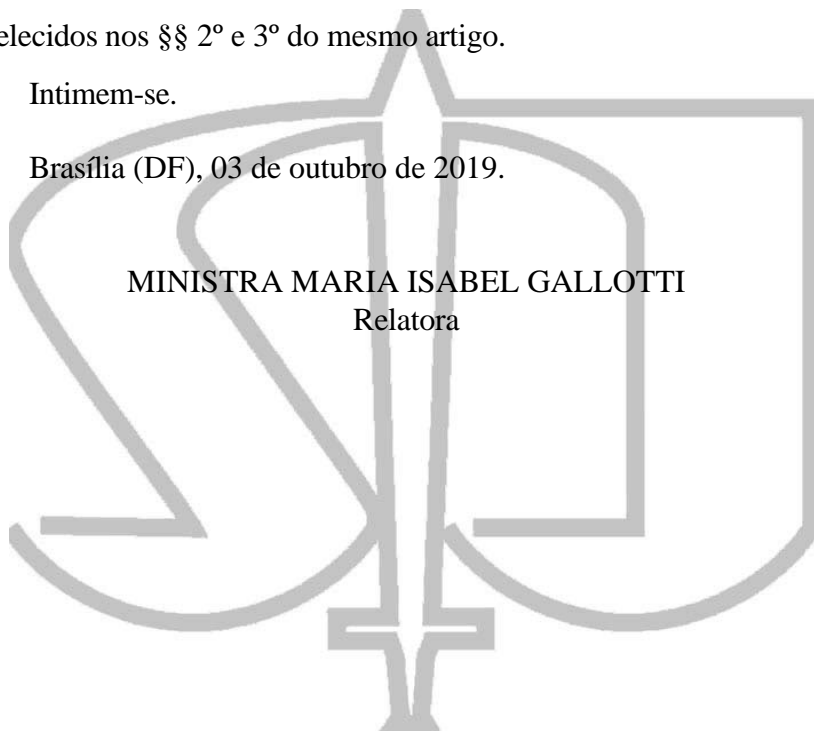 elecidos nos §§ 2º e 3º do mesmo artigo.
Intimem-se.
Brasília (DF), 03 de outubro de 2019.
MINISTRA MARIA ISABEL GALLOTTI
Relatora